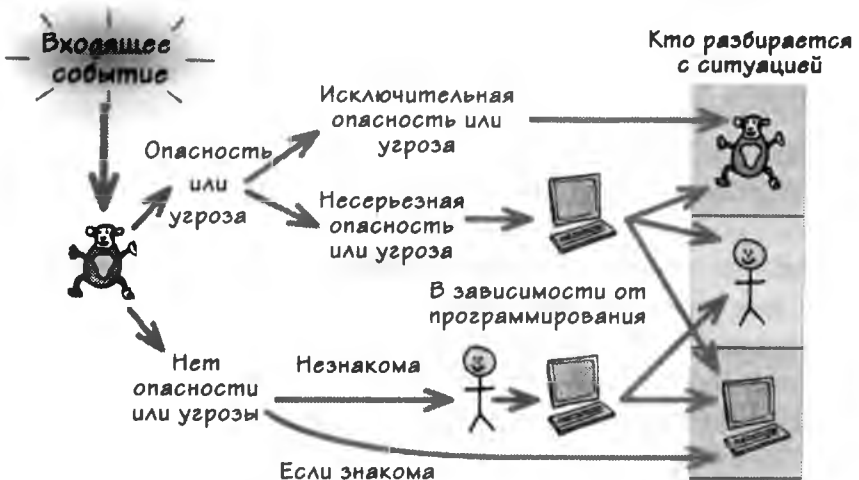 Входящее
событие
Кто разбирается
с ситуацией
Исключительная
опасность или
угроза
Опасность
или
угроза
Несерьезная
опасность
или угроза
В зависимости от
программирования
Нет
опасности
или угрозы
Незнакома
Если знакома